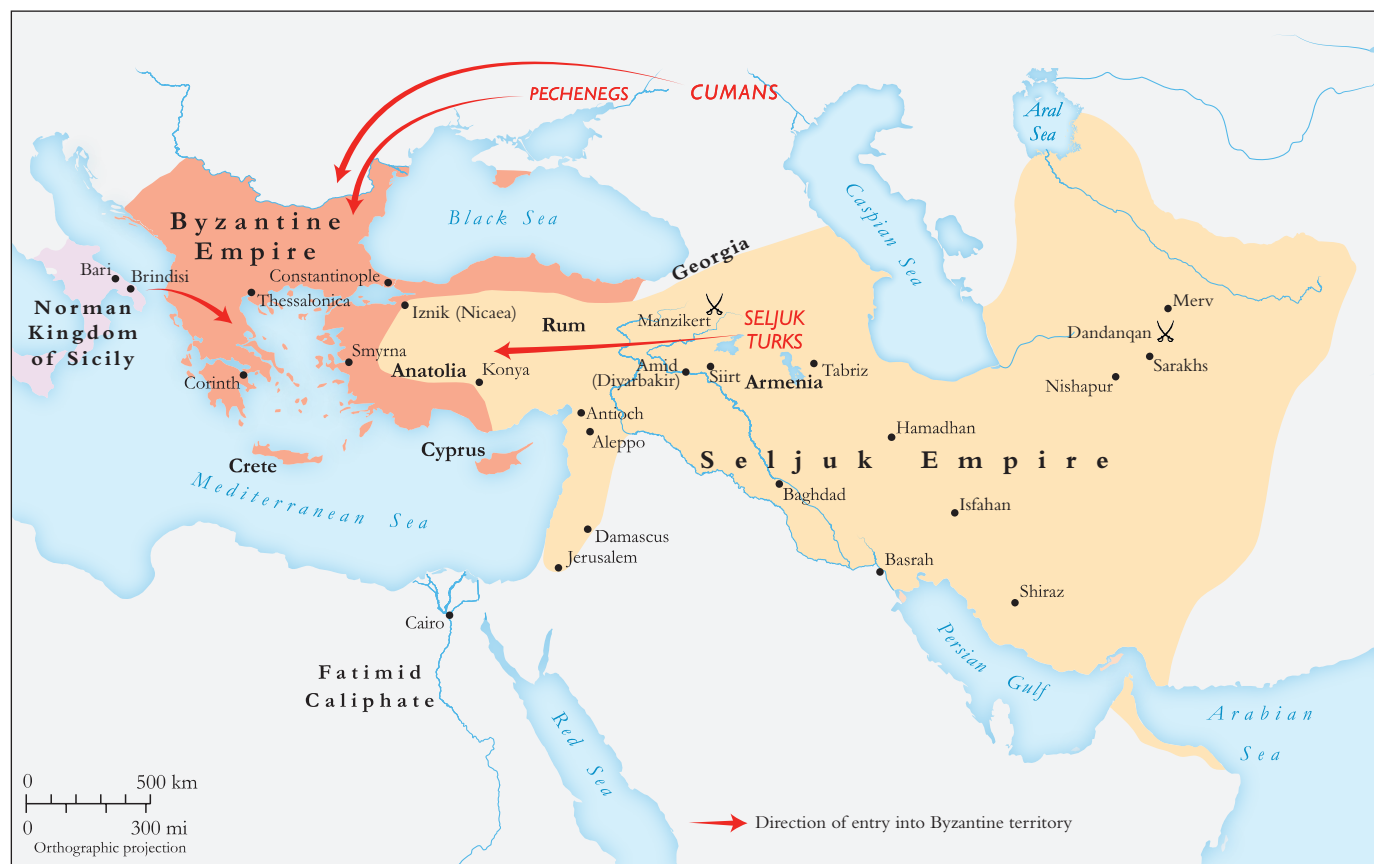 PECHENEGS
CUMANS
Aral
Sea
Caspian Sea
Black Sea
Byzantine
Empire
Georgia
Bari
Brindisi
Constantinople
Thessalonica
Iznik (Nicaea)
Norman
Kingdom
of Sicily
Rum
Manzikert
SELJUK
TURKS
Merv
Dandanqan
Sarakhs
Nishapur
Smyrna
Corinth
Anatolia
Konya
Amid
(Diyarbakir)
Siirt
Armenia
Tabriz
Antioch
Aleppo
Hamadhan
Crete
Cyprus
Seljuk Empire
Mediterranean Sea
Baghdad
Isfahan
Damascus
Jerusalem
Basrah
Shiraz
Cairo
Fatimid
Caliphate
Persian Gulf
Red Sea
Arabian
Sea
0 500 km
0 300 mi
Orthographic projection
Direction of entry into Byzantine territory